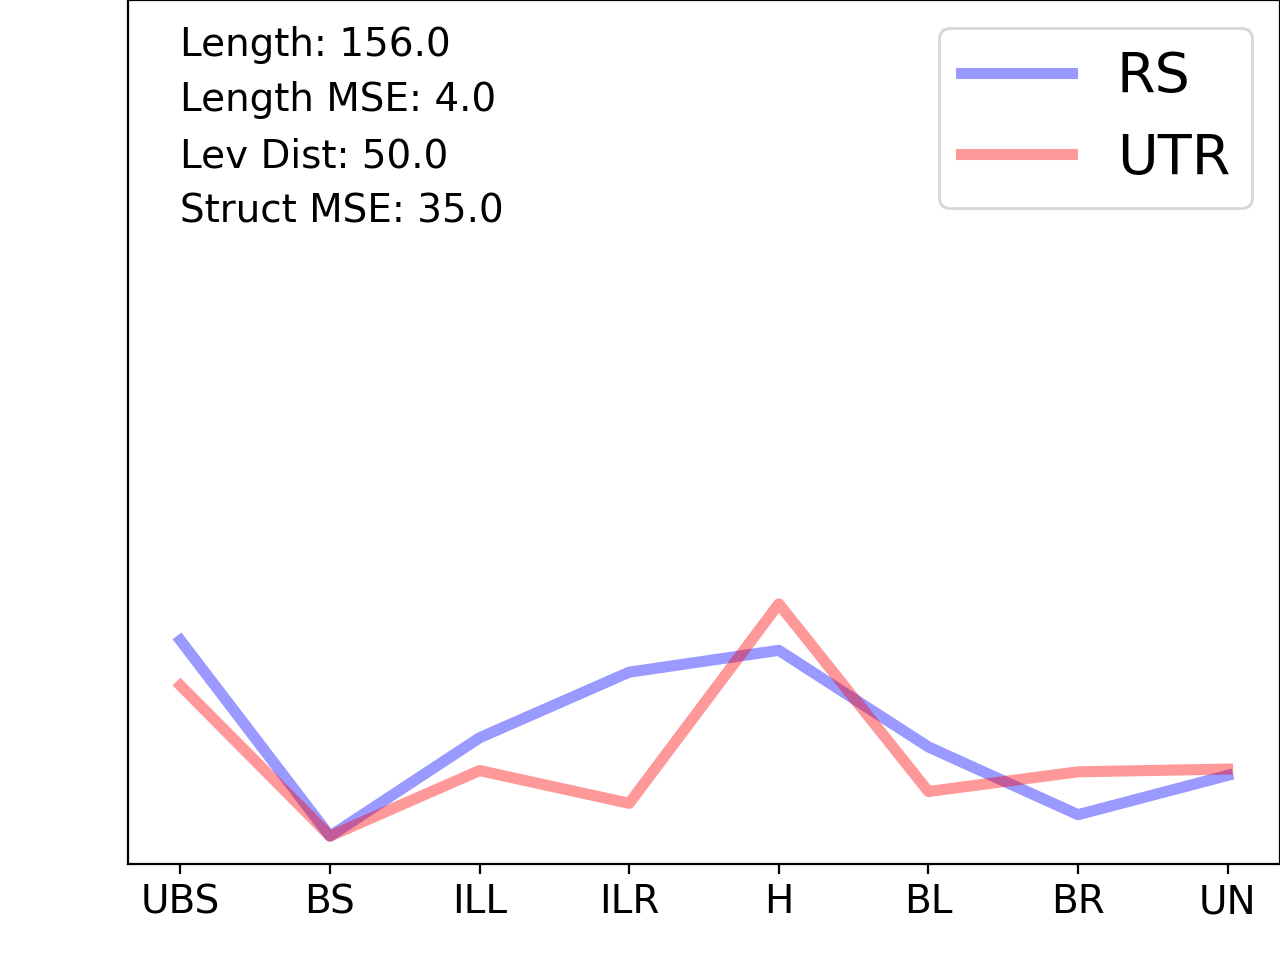 Length: 156.0
Length MSE: 4.0
Lev Dist: 50.0
Struct MSE: 35.0
RS
UTR
UBS BS ILL ILR H BL BR UN